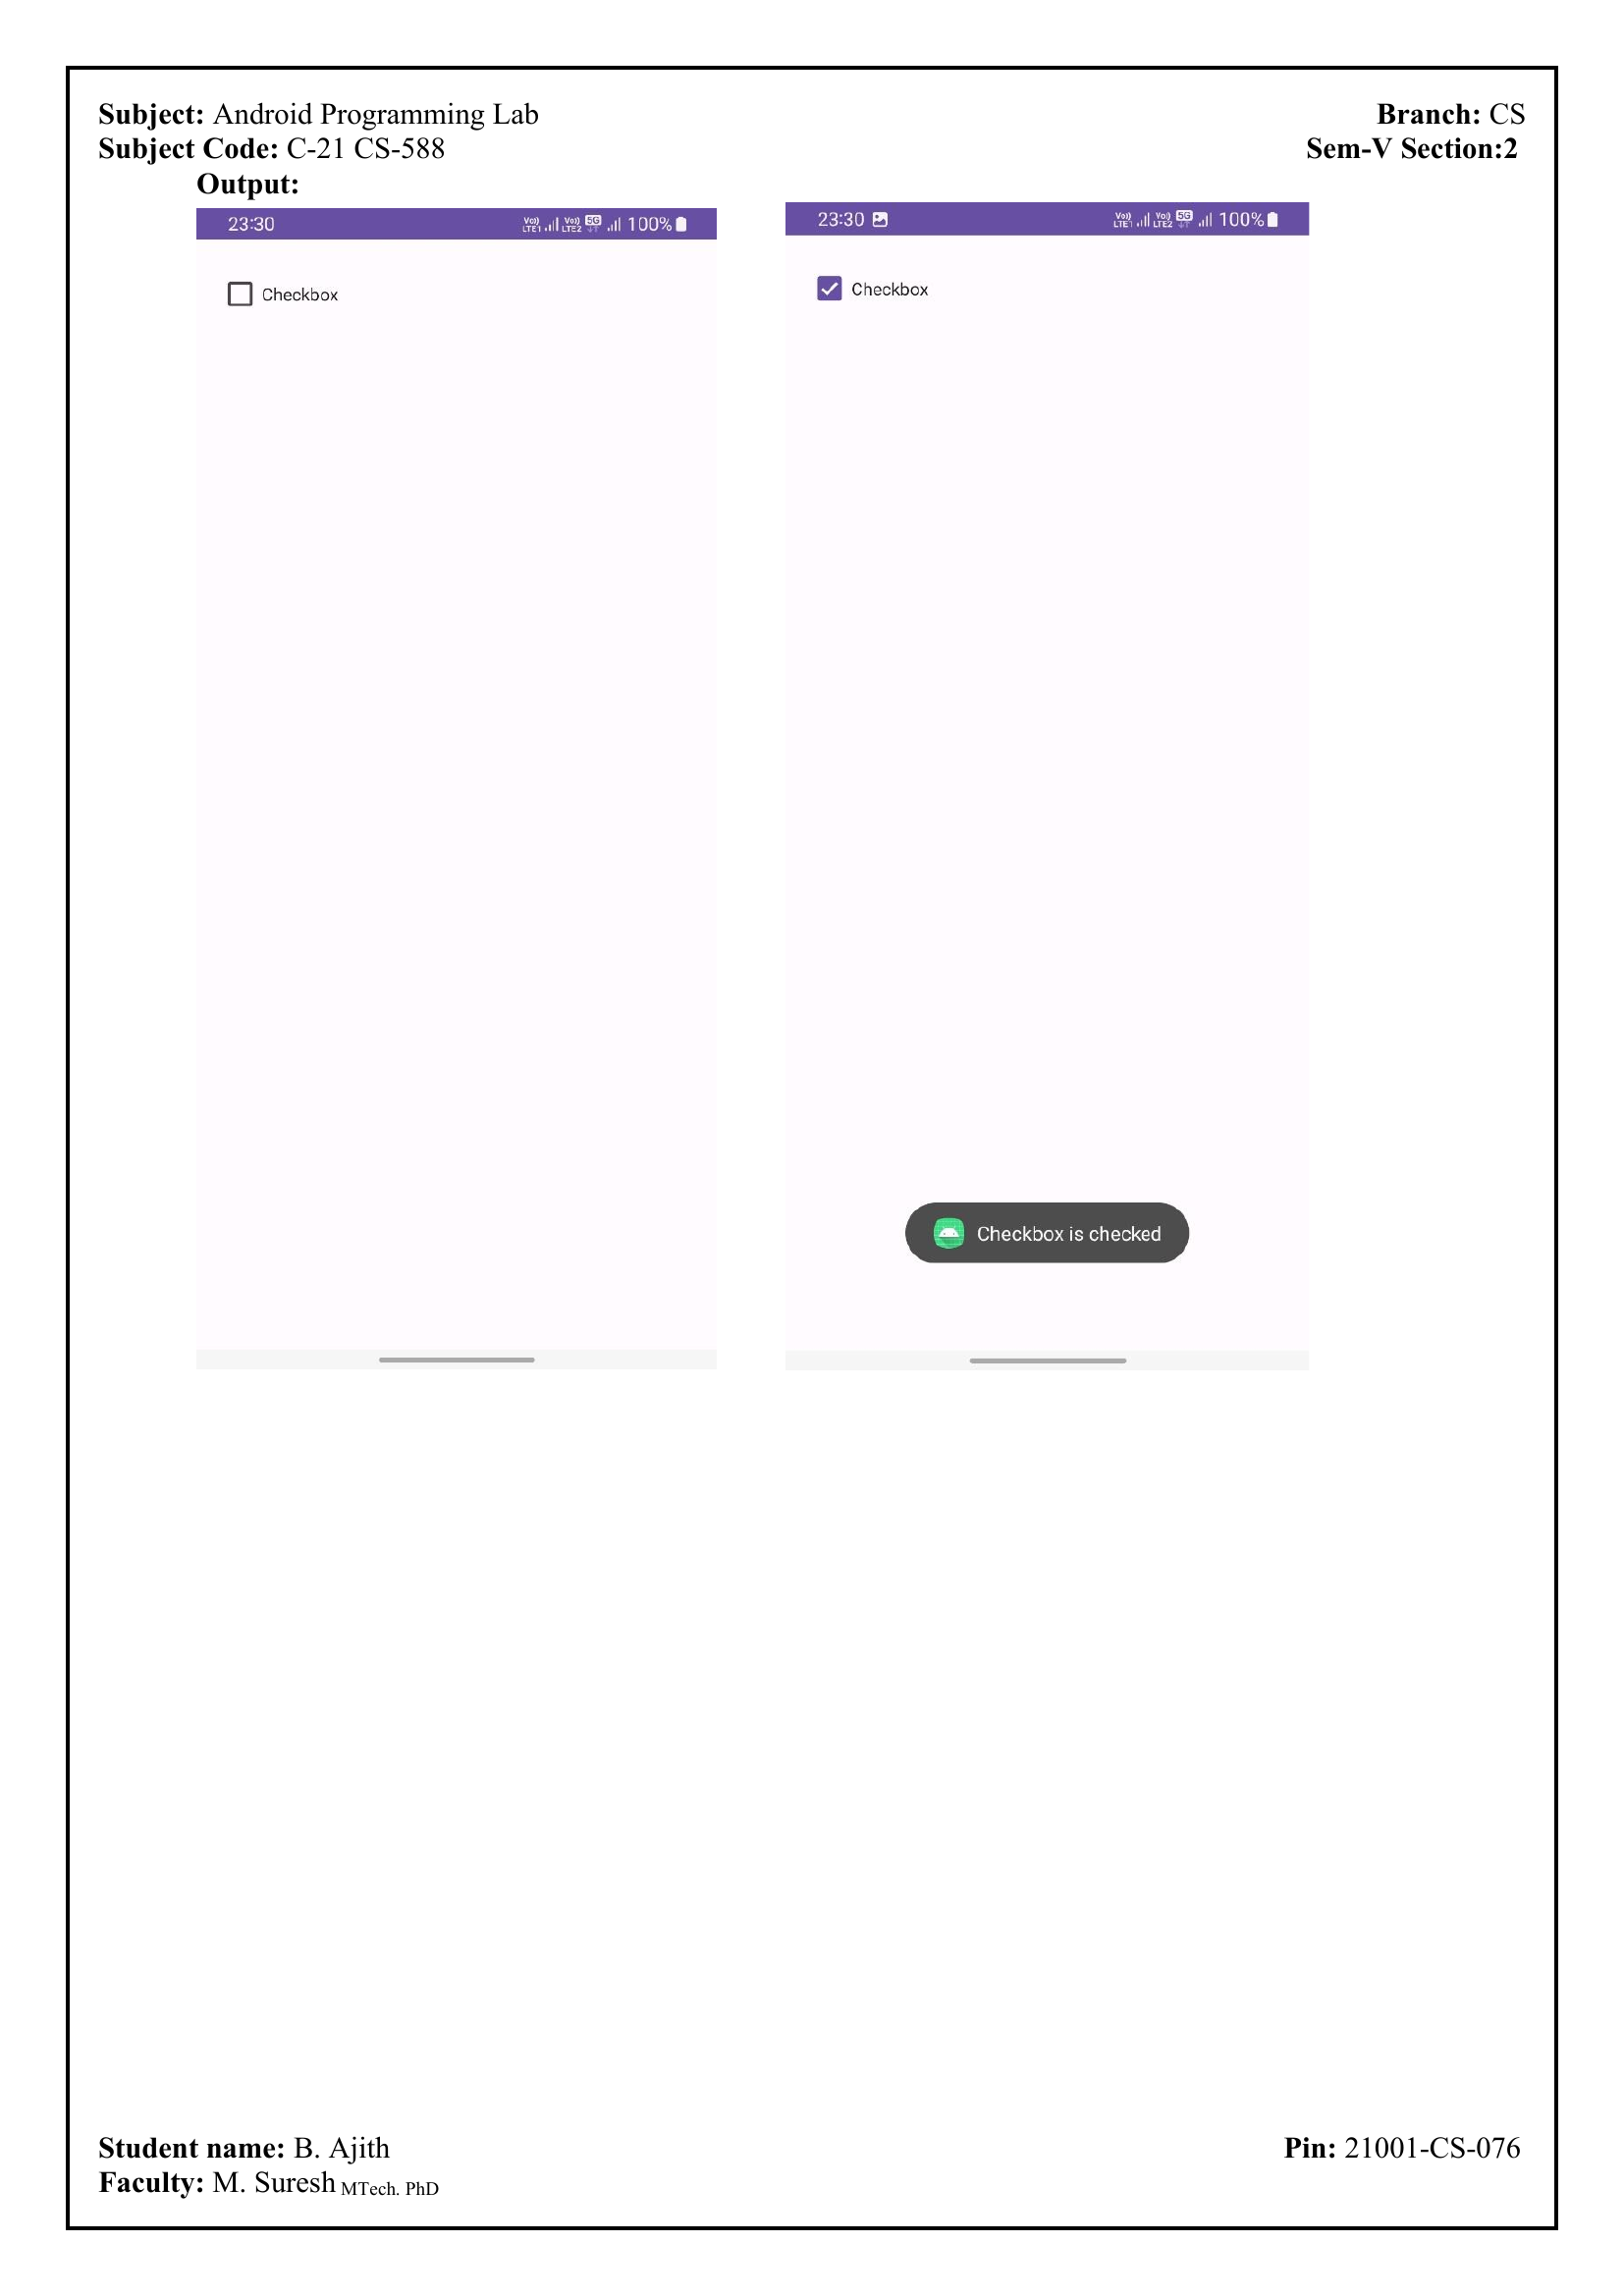 Subject: Android Programming Lab
Branch: CS
Subject Code: C-21 CS-588
Sem-V Section:2
Output:
23:30
Vo)) LTE1 Vo)) LTE2 5G 100%
Checkbox
23:30
Vo)) LTE1 Vo)) LTE2 5G 100%
Checkbox
Checkbox is checked
Student name: B. Ajith
Pin: 21001-CS-076
Faculty: M. Suresh MTech. PhD